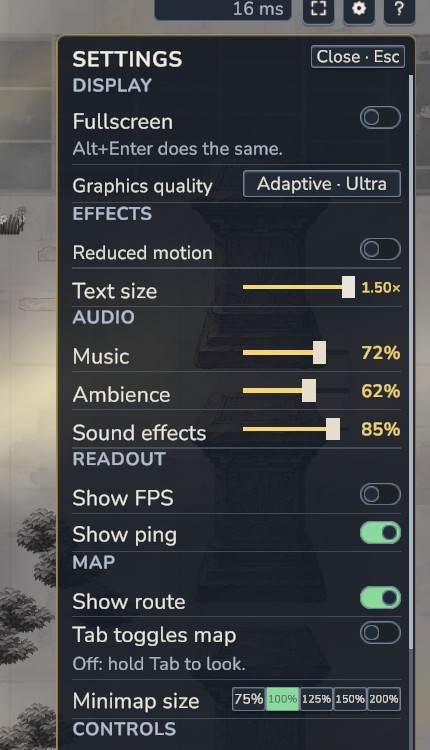 16 ms
?
SETTINGS
Close · Esc
DISPLAY
Fullscreen
Alt+Enter does the same.
Graphics quality
Adaptive · Ultra
EFFECTS
Reduced motion
Text size
1.50×
AUDIO
Music
72%
Ambience
62%
Sound effects
85%
READOUT
Show FPS
Show ping
MAP
Show route
Tab toggles map
Off: hold Tab to look.
Minimap size
75% 100% 125% 150% 200%
CONTROLS